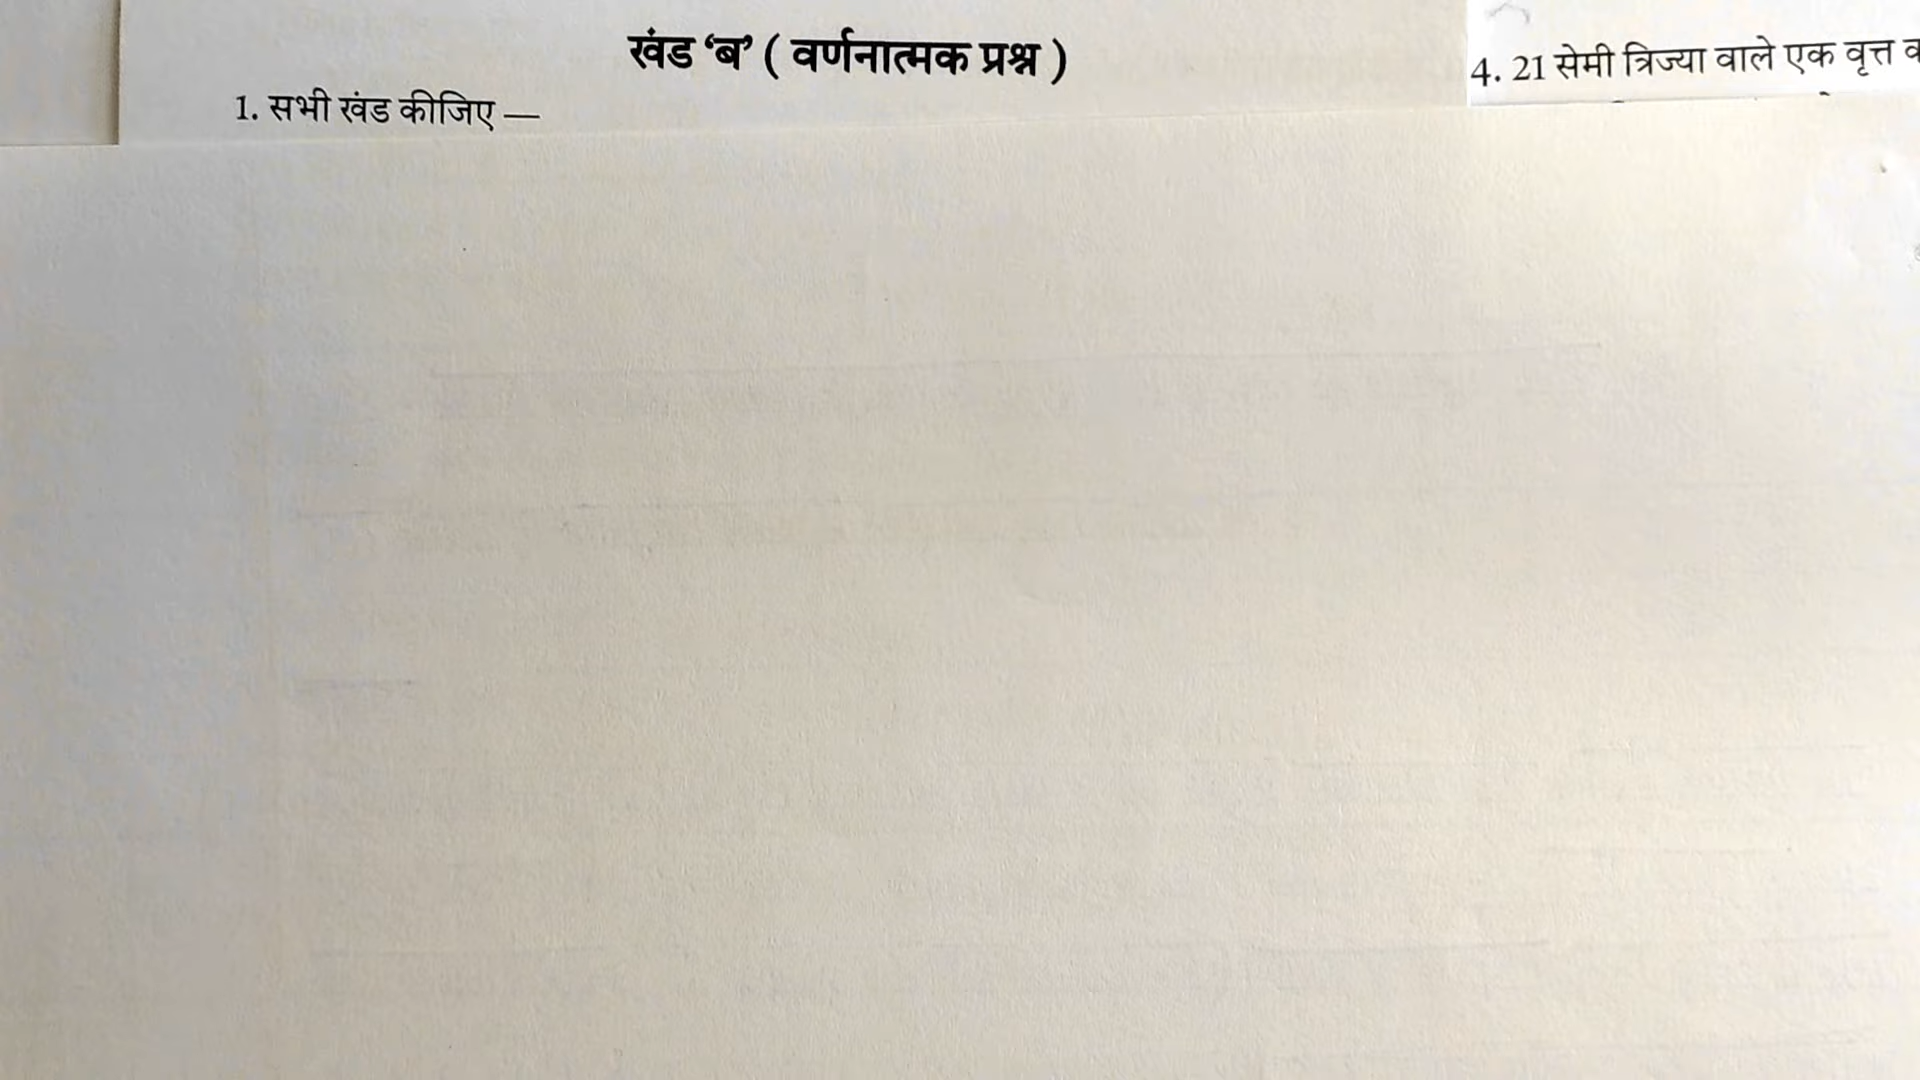 खंड ‘ब’ ( वर्णनात्मक प्रश्न )
1. सभी खंड कीजिए —
4. 21 सेमी त्रिज्या वाले एक वृत्त